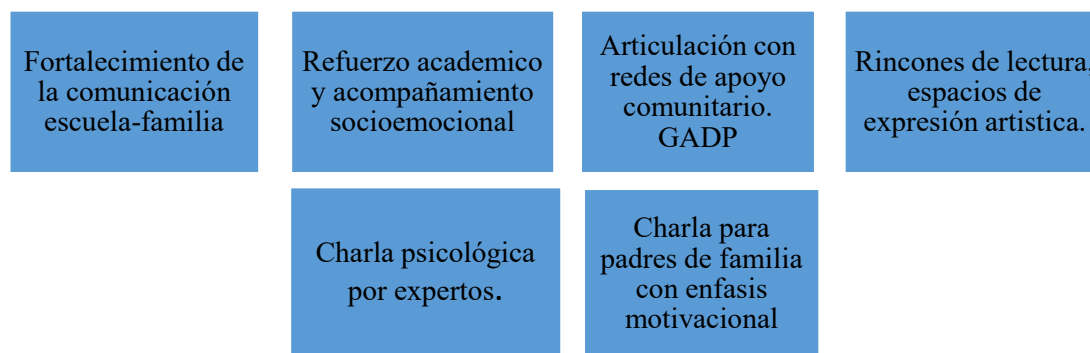 Fortalecimiento de
la comunicación
escuela-familia
Refuerzo academico
y acompañamiento
socioemocional
Articulación con
redes de apoyo
comunitario.
GADP
Rincones de lectura,
espacios de
expresión artistica.
Charla psicológica
por expertos.
Charla para
padres de familia
con enfasis
motivacional